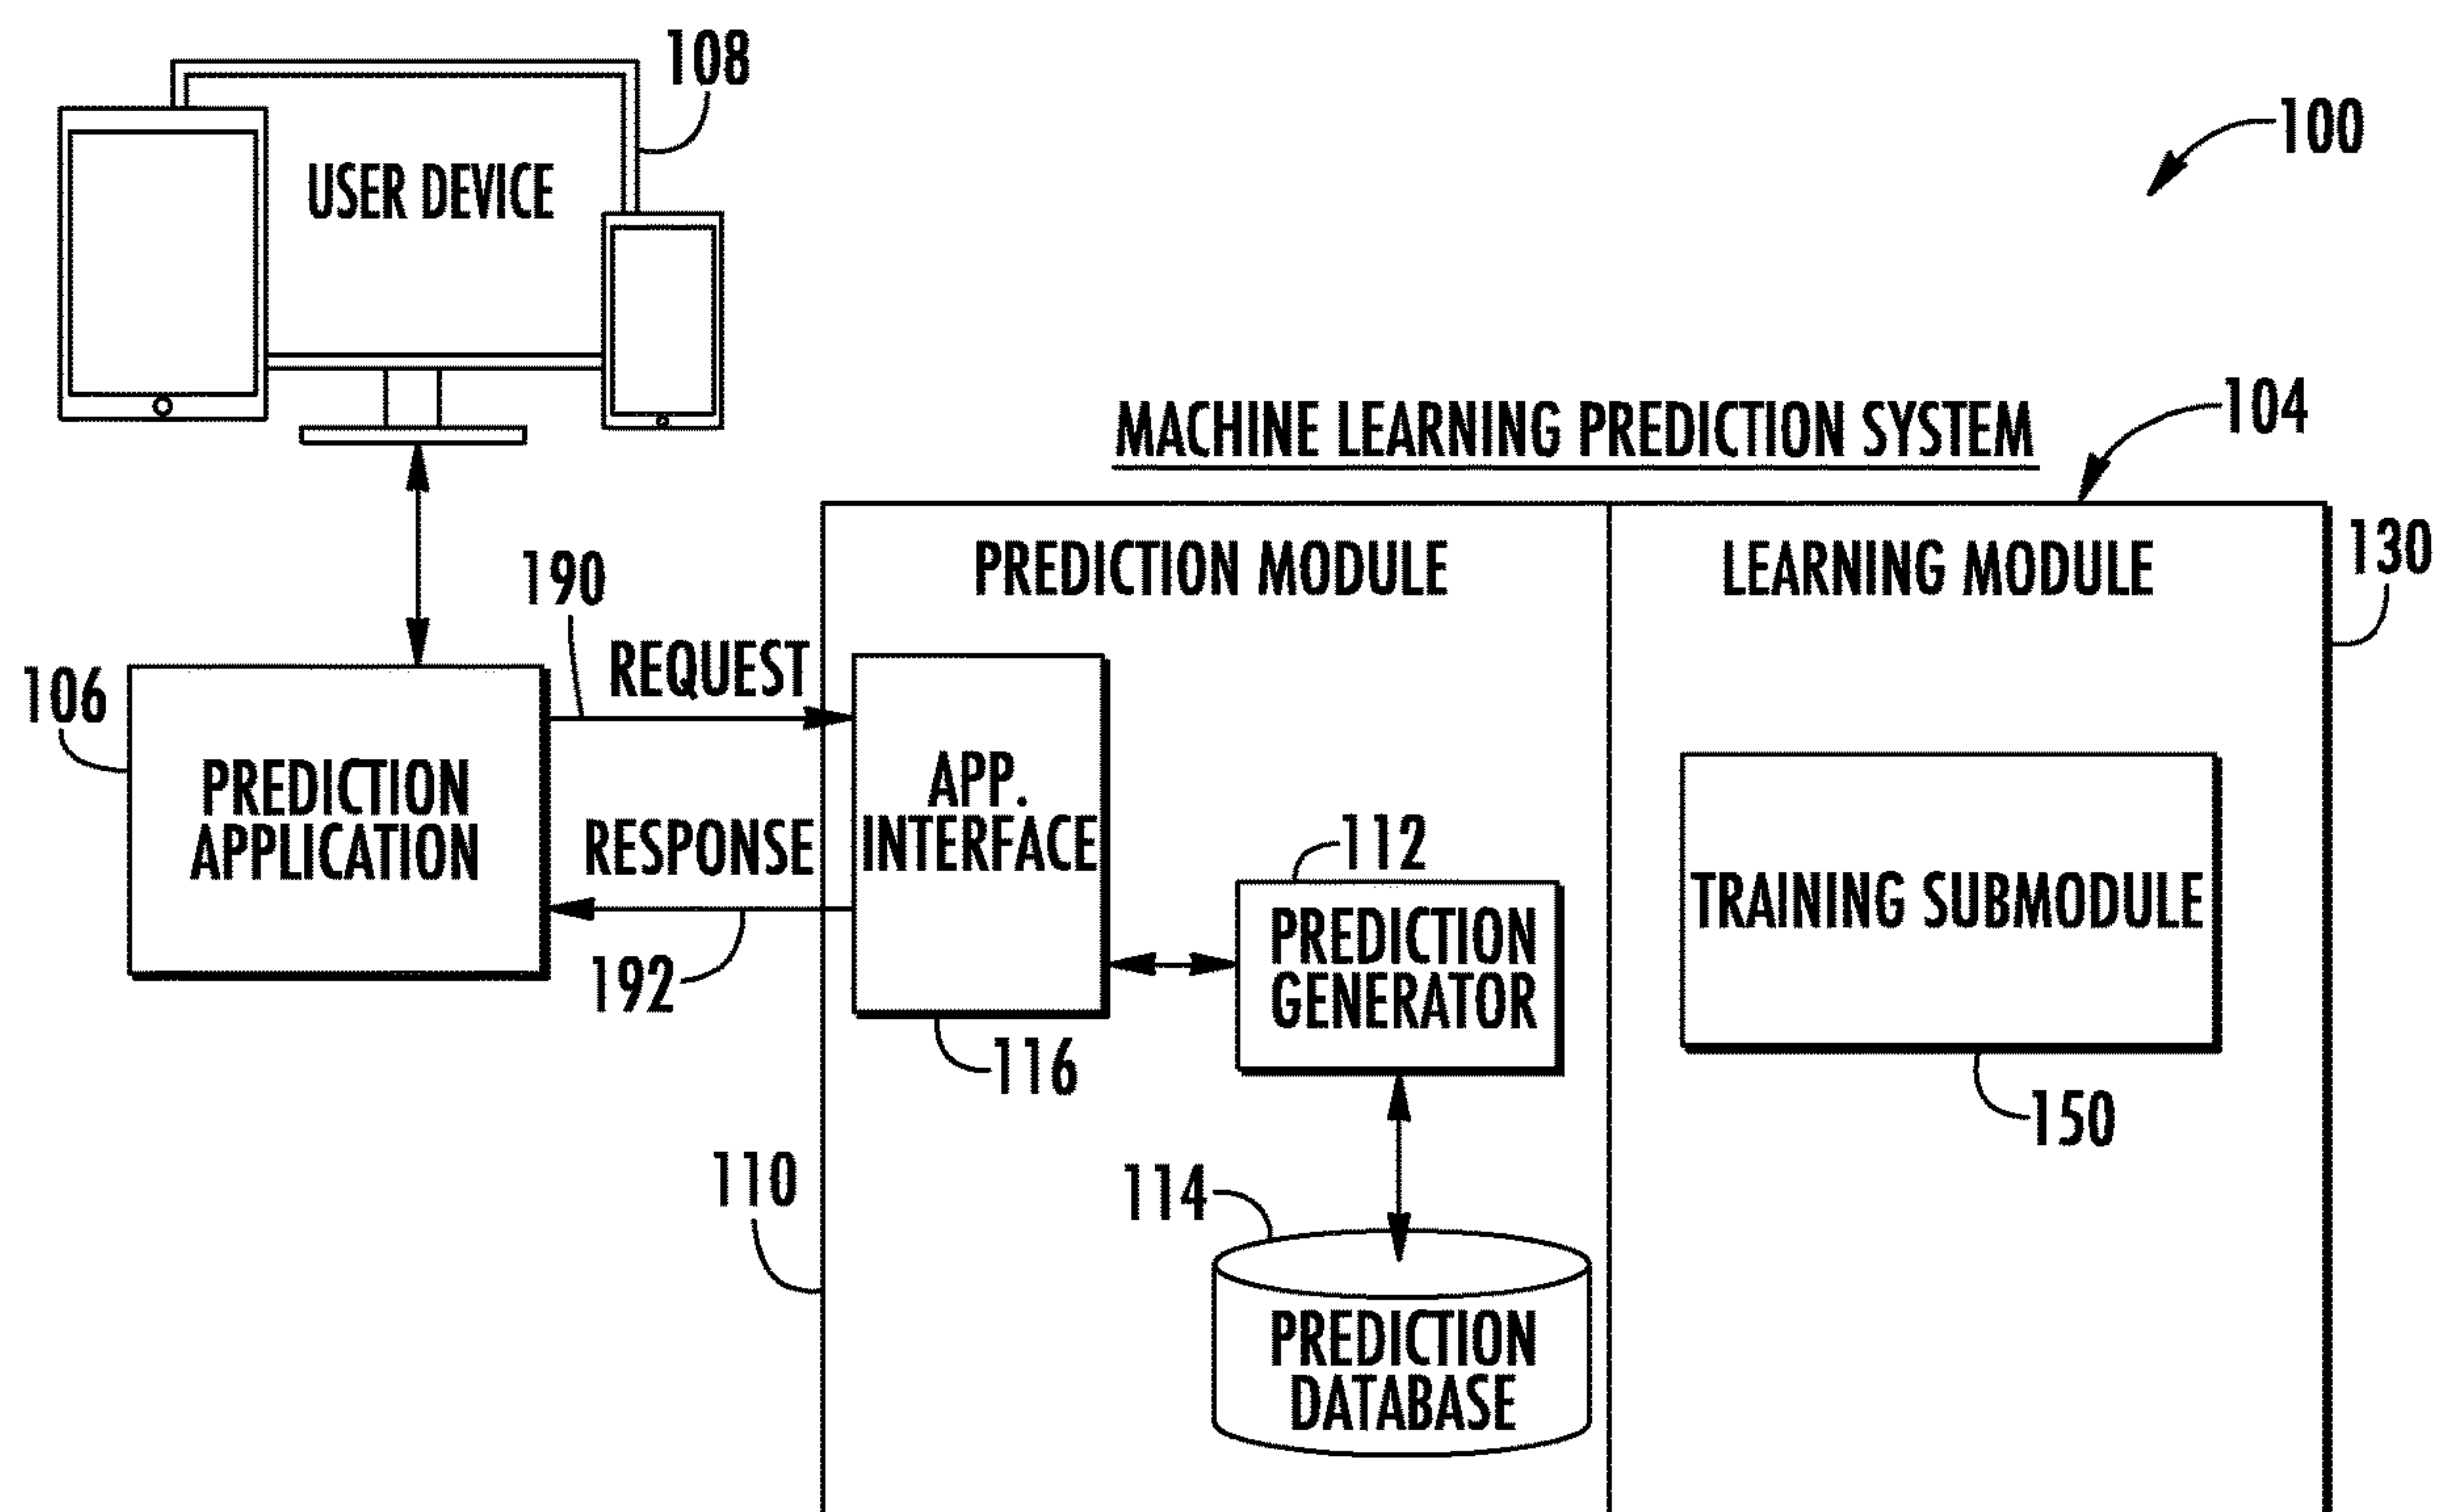 108
USER DEVICE
100
MACHINE LEARNING PREDICTION SYSTEM
104
PREDICTION MODULE
LEARNING MODULE
130
190
REQUEST
106
PREDICTION
APPLICATION
RESPONSE
192
APP.
INTERFACE
116
112
PREDICTION
GENERATOR
TRAINING SUBMODULE
150
110
114
PREDICTION
DATABASE